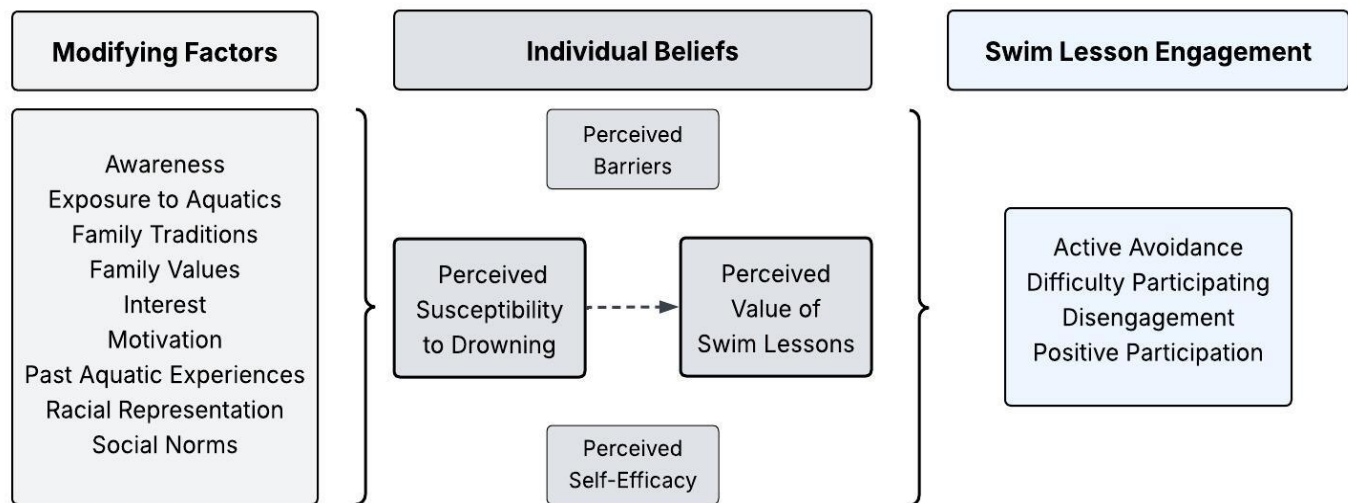 Modifying Factors
Individual Beliefs
Swim Lesson Engagement
Awareness
Exposure to Aquatics
Family Traditions
Family Values
Interest
Motivation
Past Aquatic Experiences
Racial Representation
Social Norms
Perceived
Barriers
Perceived
Susceptibility
to Drowning
Perceived
Value of
Swim Lessons
Perceived
Self-Efficacy
Active Avoidance
Difficulty Participating
Disengagement
Positive Participation